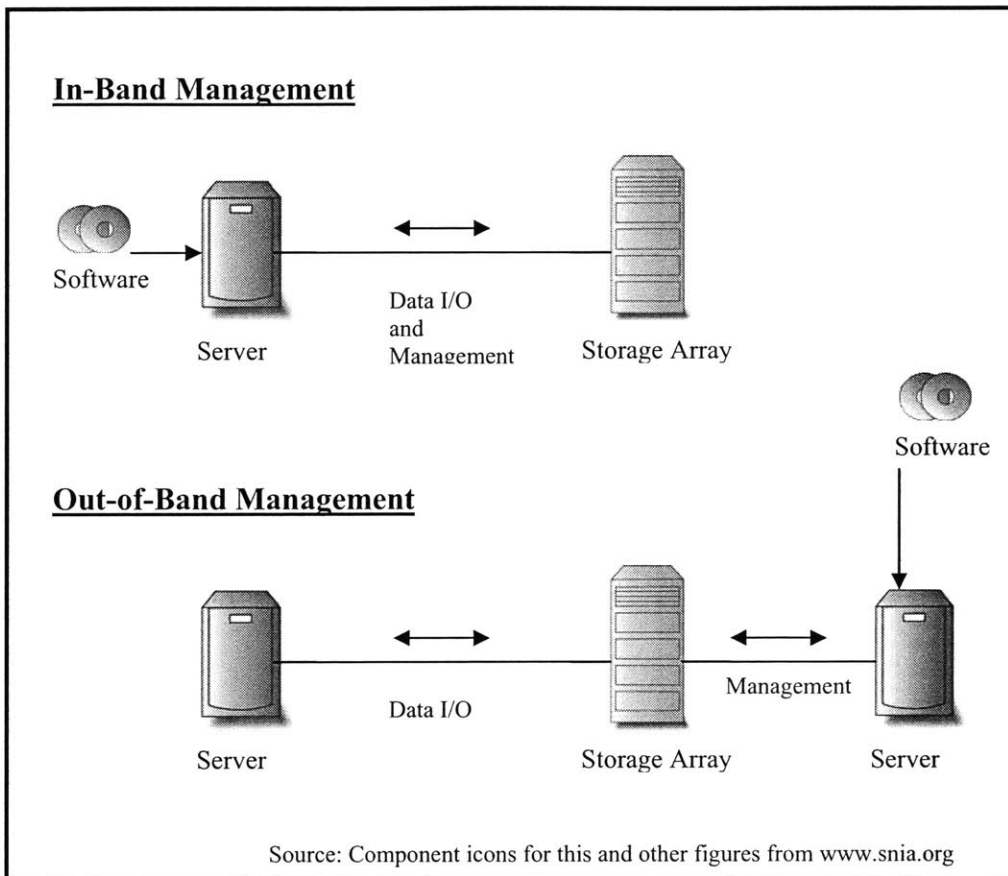 In-Band Management
Software
Server
Data I/O
and
Management
Storage Array
Software
Out-of-Band Management
Server
Data I/O
Storage Array
Management
Server
Source: Component icons for this and other figures from www.snia.org